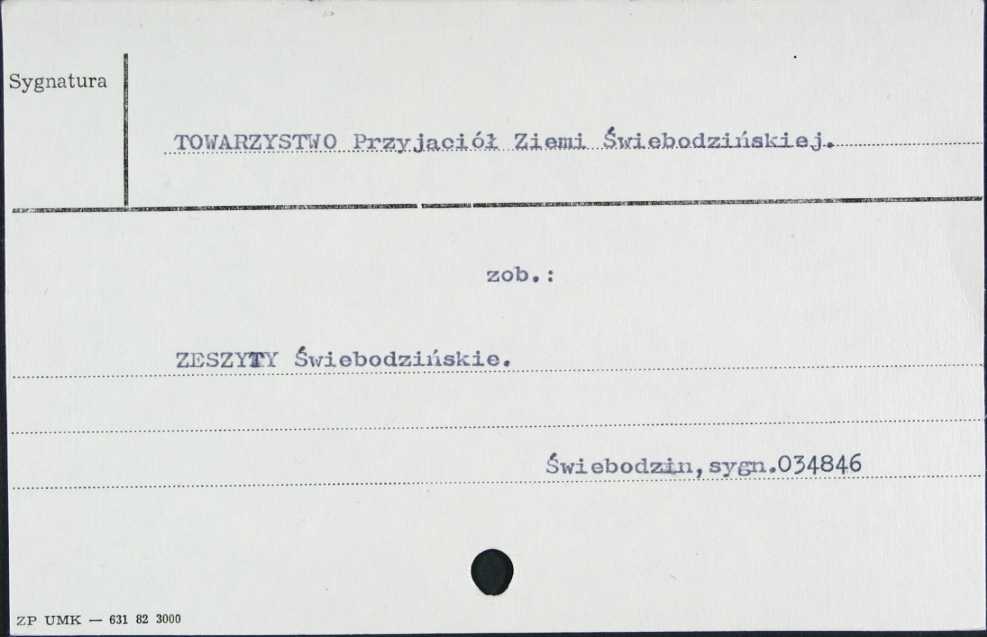 Sygnatura
TOWARZYSTWO Przyjaciół Ziemi Świebodzińskiej.
zob.:
ZESZYTY Świebodzińskie.
Świebodzin,sygn.034846
ZP UMK — 631 82 3000